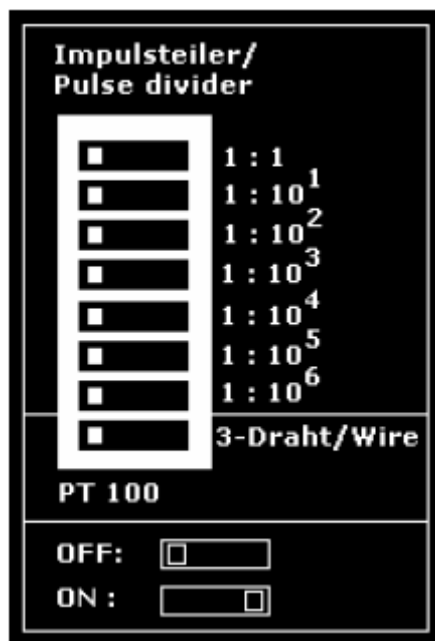 Impulsteiler/
Pulse divider
1 : 1
1 : 10¹
1 : 10²
1 : 10³
1 : 10⁴
1 : 10⁵
1 : 10⁶
3-Draht/Wire
PT 100
OFF:
ON :